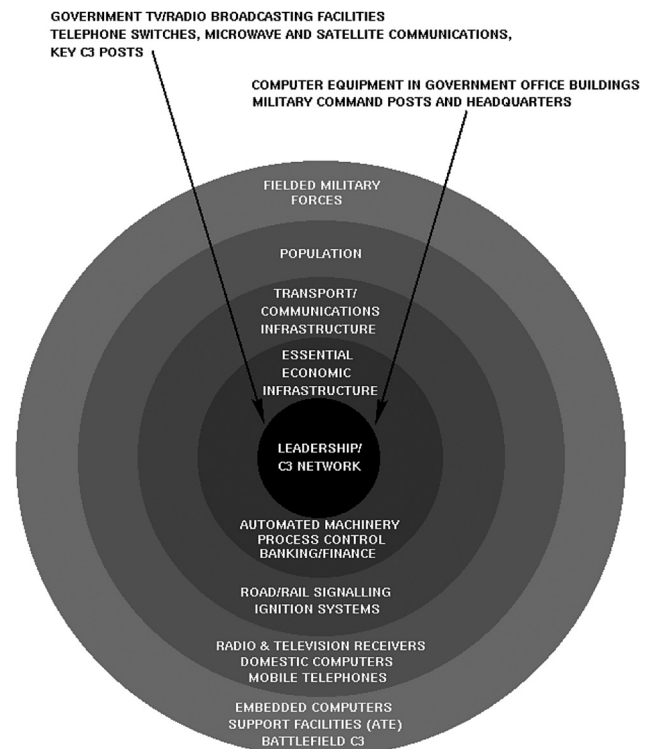 GOVERNMENT TV/RADIO BROADCASTING FACILITIES
TELEPHONE SWITCHES, MICROWAVE AND SATELLITE COMMUNICATIONS,
KEY C3 POSTS
COMPUTER EQUIPMENT IN GOVERNMENT OFFICE BUILDINGS
MILITARY COMMAND POSTS AND HEADQUARTERS
FIELDED MILITARY
FORCES
POPULATION
TRANSPORT/
COMMUNICATIONS
INFRASTRUCTURE
ESSENTIAL
ECONOMIC
INFRASTRUCTURE
LEADERSHIP/
C3 NETWORK
AUTOMATED MACHINERY
PROCESS CONTROL
BANKING/FINANCE
ROAD/RAIL SIGNALLING
IGNITION SYSTEMS
RADIO & TELEVISION RECEIVERS
DOMESTIC COMPUTERS
MOBILE TELEPHONES
EMBEDDED COMPUTERS
SUPPORT FACILITIES (ATE)
BATTLEFIELD C3